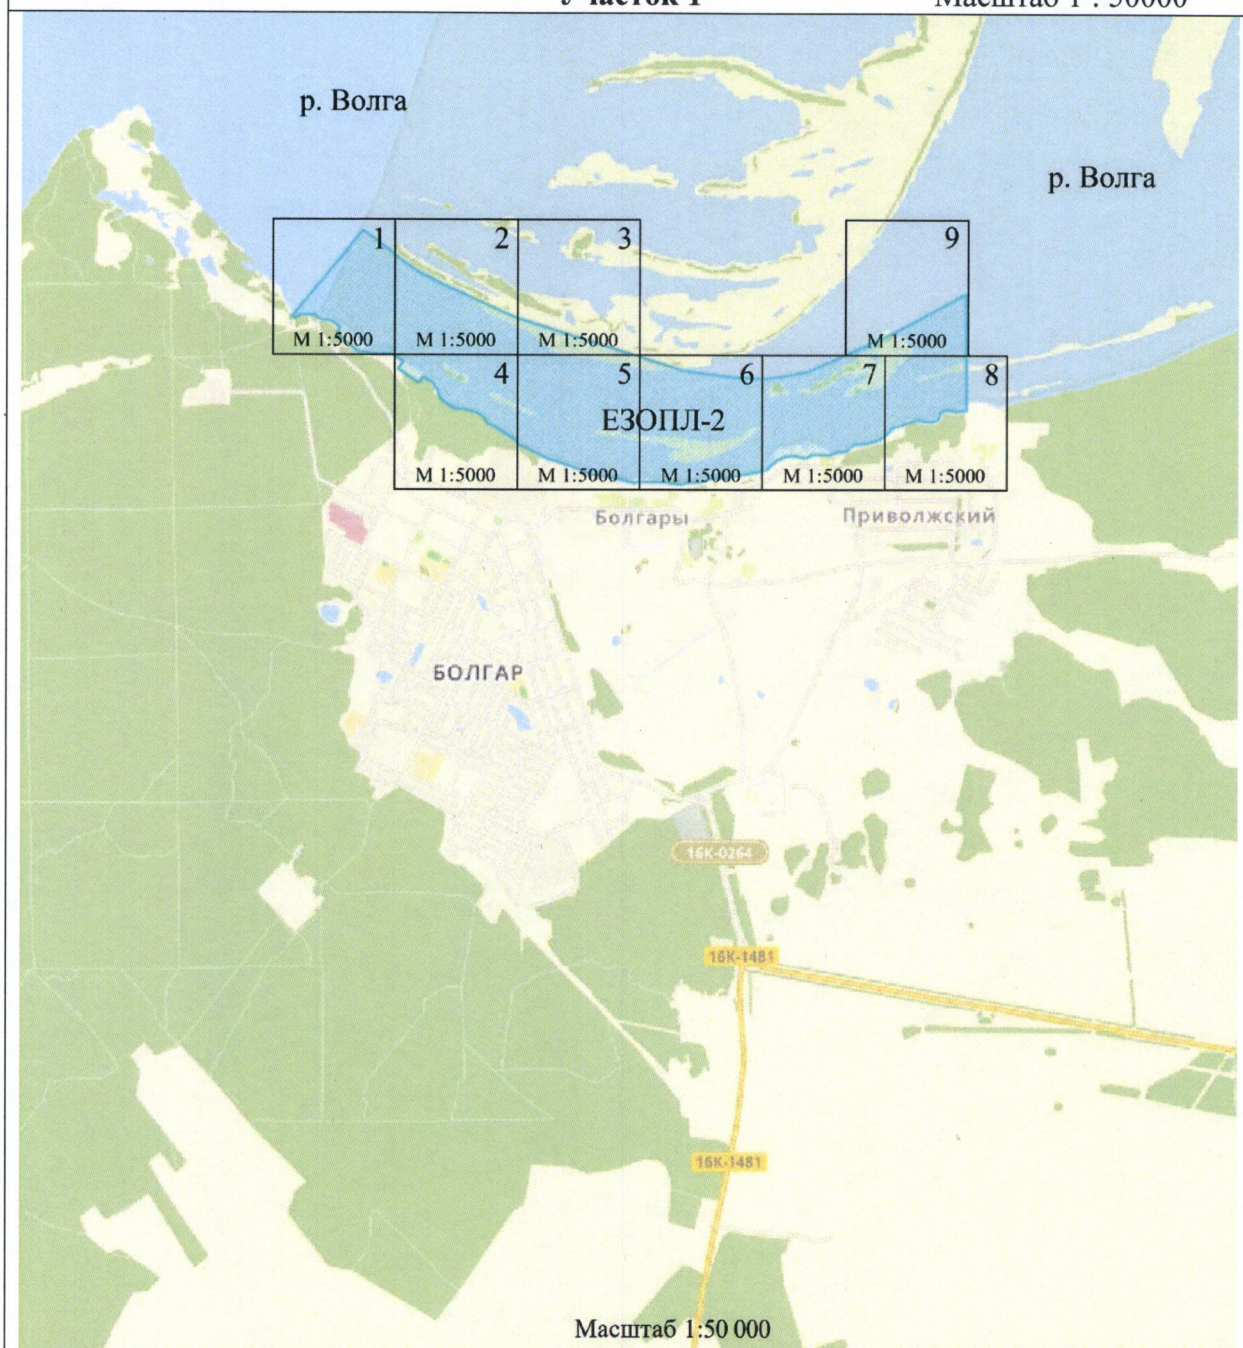 Участок 1 Масштаб 1 : 50000
р. Волга
р. Волга
1 2 3 9
М 1:5000 М 1:5000 М 1:5000 М 1:5000
4 5 6 7 8
ЕЗОПЛ-2
М 1:5000 М 1:5000 М 1:5000 М 1:5000 М 1:5000
Болгары Приволжский
БОЛГАР
16К-0264
16К-1481
16К-1481
Масштаб 1:50 000